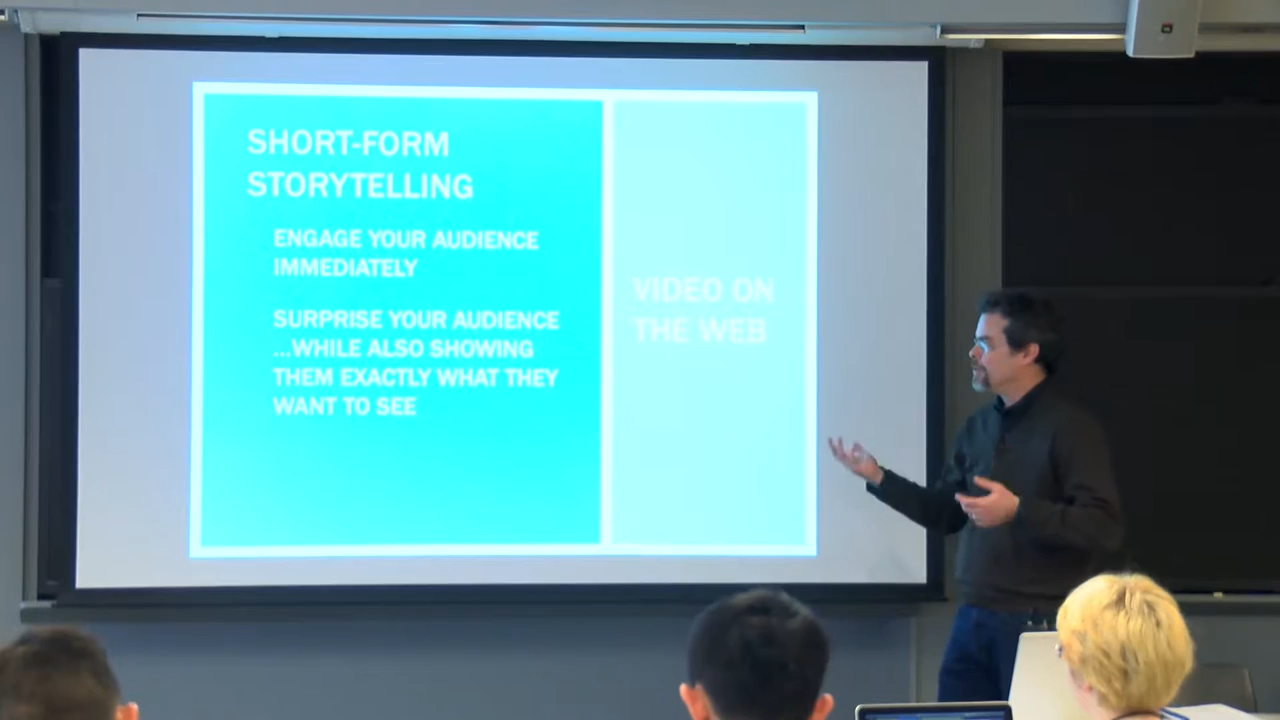 SHORT-FORM
STORYTELLING
ENGAGE YOUR AUDIENCE
IMMEDIATELY
SURPRISE YOUR AUDIENCE
...WHILE ALSO SHOWING
THEM EXACTLY WHAT THEY
WANT TO SEE
VIDEO ON
THE WEB